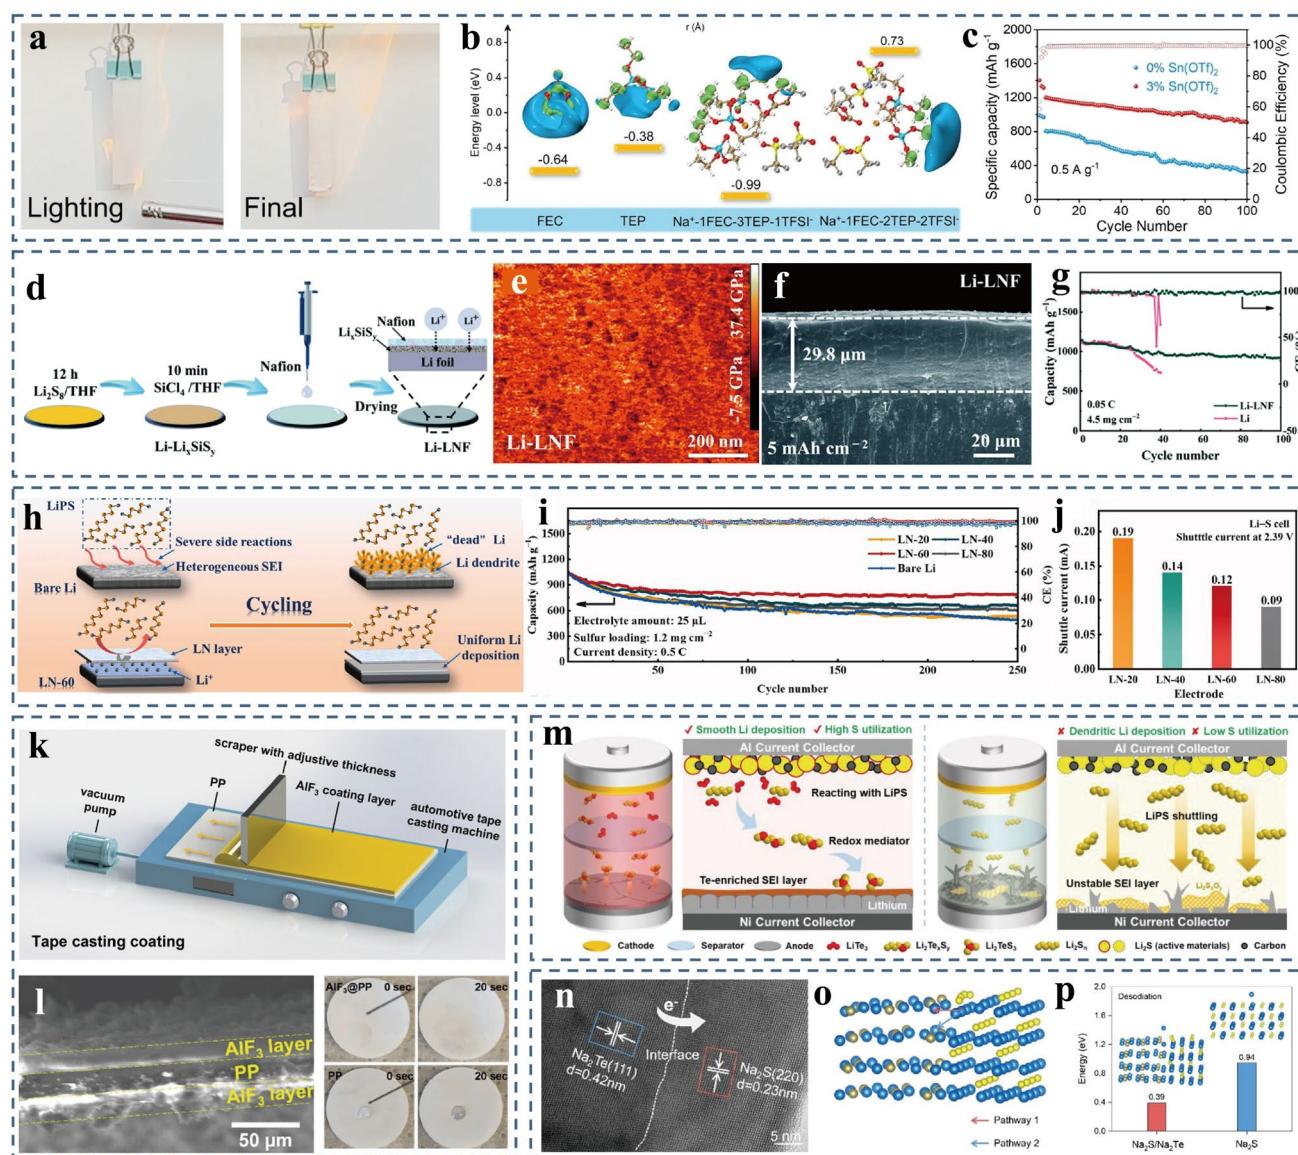 a
Lighting
Final
b
r (Å)
Energy level (eV)
0.8
0.4
0.0
-0.4
-0.8
-0.64
-0.38
-0.99
0.73
FEC
TEP
Na⁺-1FEC-3TEP-1TFSI⁻
Na⁺-1FEC-2TEP-2TFSI⁻
c
Specific capacity (mAh g⁻¹)
1800
1600
1200
800
400
0
0% Sn(OTf)₂
3% Sn(OTf)₂
0.5 A g⁻¹
0 20 40 60 80 100
Cycle Number
100
80
60
40
20
0
Coulombic Efficiency (%)
d
12 h
Li₂S₈/THF
10 min
SiCl₄/THF
Nafion
Drying
Li-LiₓSiSᵧ
Nafion
LiₓSiSᵧ
Li⁺
Li⁺
Li foil
Li-LNF
e
Li-LNF
200 nm
-7.5 GPa 37.4 GPa
f
Li-LNF
29.8 μm
5 mAh cm⁻²
20 μm
g
Capacity (mAh g⁻¹)
1500
1000
500
0
0.05 C
4.5 mg cm⁻²
Li-LNF
Li
0 20 40 60 80 100
Cycle number
100
50
0
-50
CE (%)
h
LiPS
Severe side reactions
Heterogeneous SEI
Bare Li
"dead" Li
Li dendrite
Cycling
LN layer
LN-60
Li⁺
Uniform Li
deposition
i
Capacity (mAh g⁻¹)
1500
1200
900
600
300
0
LN-20
LN-40
LN-60
LN-80
Bare Li
Electrolyte amount: 25 μL
Sulfur loading: 1.2 mg cm⁻²
Current density: 0.5 C
0 50 100 150 200 250
Cycle number
100
80
60
40
20
0
CE (%)
j
Li–S cell
Shutttle current at 2.39 V
Shuttle current (mA)
0.20
0.15
0.10
0.05
0.00
0.19
0.14
0.12
0.09
LN-20
LN-40
LN-60
LN-80
Electrode
k
scraper with adjustive thickness
PP
AlF₃ coating layer
vacuum
pump
automotive tape
casting machine
Tape casting coating
l
AlF₃ layer
PP
AlF₃ layer
50 μm
AlF₃@PP
0 sec
20 sec
PP
0 sec
20 sec
m
✓ Smooth Li deposition ✓ High S utilization
Al Current Collector
Reacting with LiPS
Redox mediator
Te-enriched SEI layer
Lithium
Ni Current Collector
✗ Dendritic Li deposition ✗ Low S utilization
Al Current Collector
LiPS shuttling
Unstable SEI layer
Li₂SₓOᵧ
Lithium
Ni Current Collector
Cathode
Separator
Anode
LiTe₃
Li₂TeₓSᵧ
Li₂TeS₃
Li₂Sₙ
Li₂S (active materials)
Carbon
n
e⁻
Na₂Te(111)
d=0.42nm
Interface
Na₂S(220)
d=0.23nm
5 nm
o
Pathway 1
Pathway 2
p
Energy (eV)
2.0
1.6
1.2
0.8
0.4
0.0
Desodiation
0.39
0.94
Na₂S/Na₂Te
Na₂S